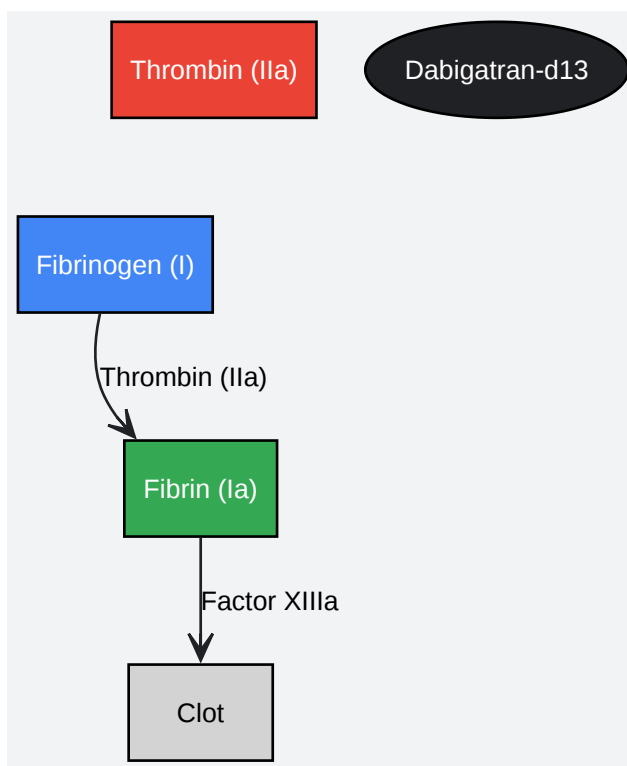 Thrombin (IIa)
Dabigatran-d13
Fibrinogen (I)
Thrombin (IIa)
Fibrin (Ia)
Factor XIIIa
Clot